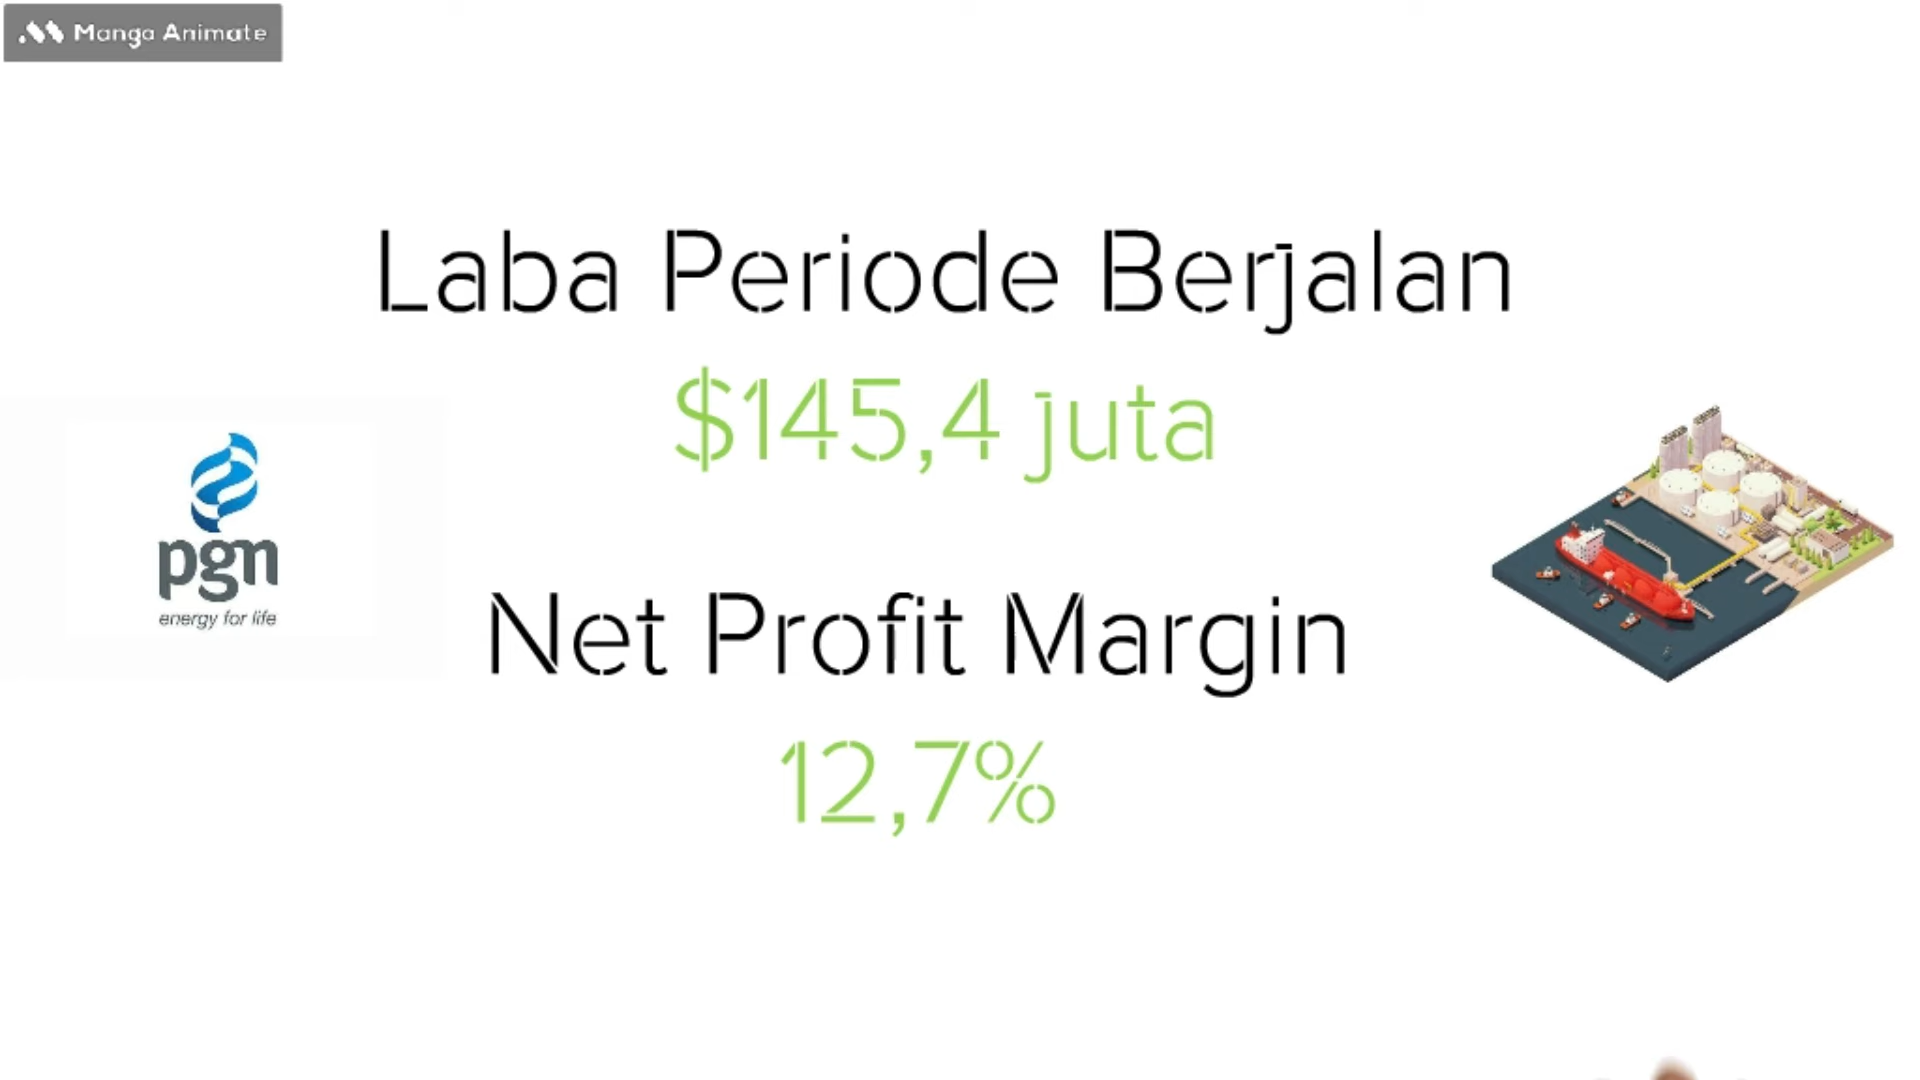 Manga Animate
Laba Periode Berjalan
$145,4 juta
pgn
energy for life
Net Profit Margin
12,7%